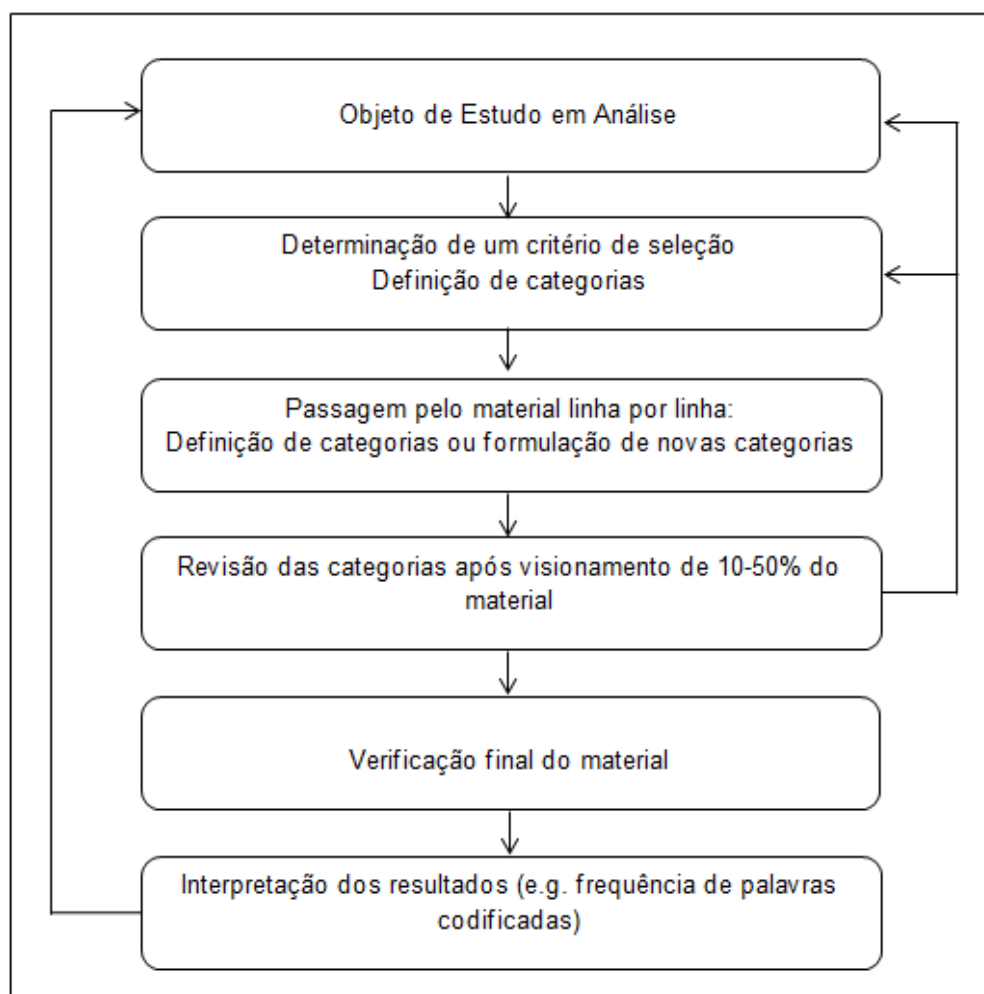 Objeto de Estudo em Análise
Determinação de um critério de seleção
Definição de categorias
Passagem pelo material linha por linha:
Definição de categorias ou formulação de novas categorias
Revisão das categorias após visionamento de 10-50% do
material
Verificação final do material
Interpretação dos resultados (e.g. frequência de palavras
codificadas)